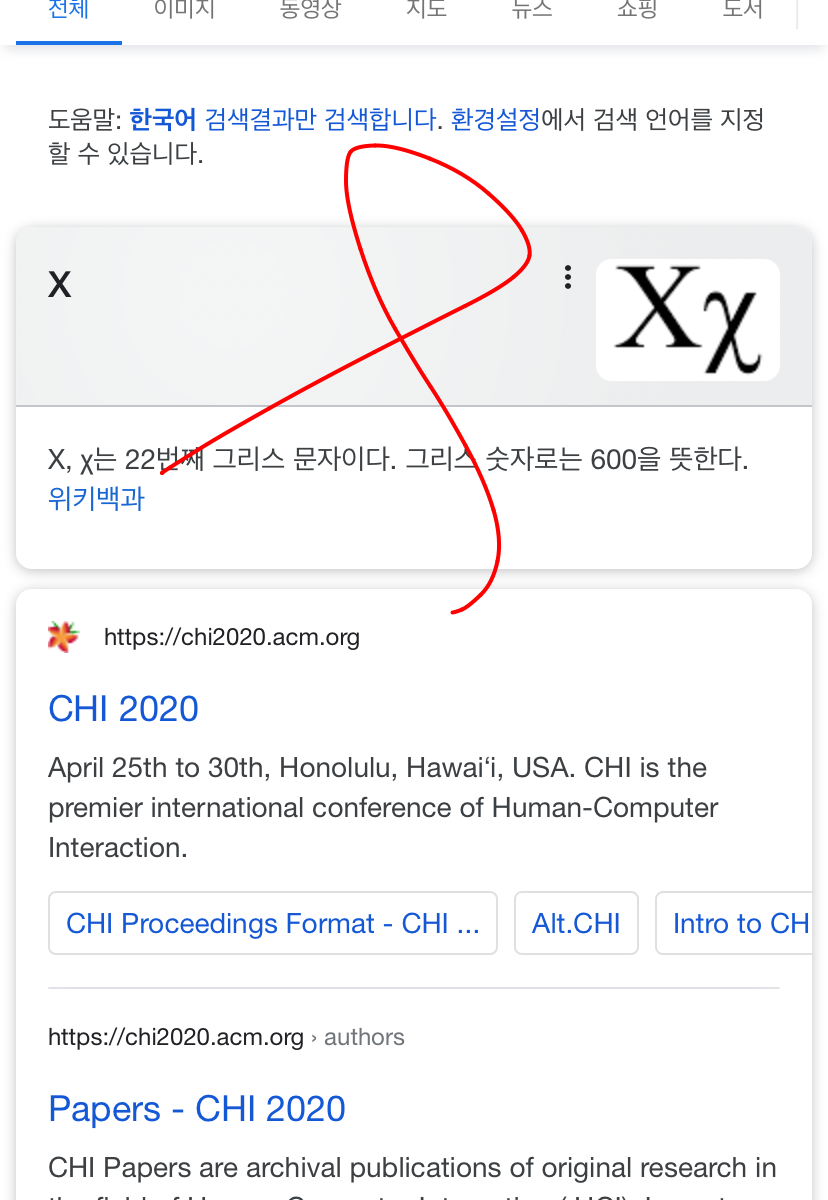 전체 이미지 동영상 지도 뉴스 쇼핑 도서
도움말: 한국어 검색결과만 검색합니다. 환경설정에서 검색 언어를 지정
할 수 있습니다.
X
Χχ
Χ, χ는 22번째 그리스 문자이다. 그리스 숫자로는 600을 뜻한다.
위키백과
https://chi2020.acm.org
CHI 2020
April 25th to 30th, Honolulu, Hawaiʻi, USA. CHI is the
premier international conference of Human-Computer
Interaction.
CHI Proceedings Format - CHI ... Alt.CHI Intro to CH
https://chi2020.acm.org › authors
Papers - CHI 2020
CHI Papers are archival publications of original research in